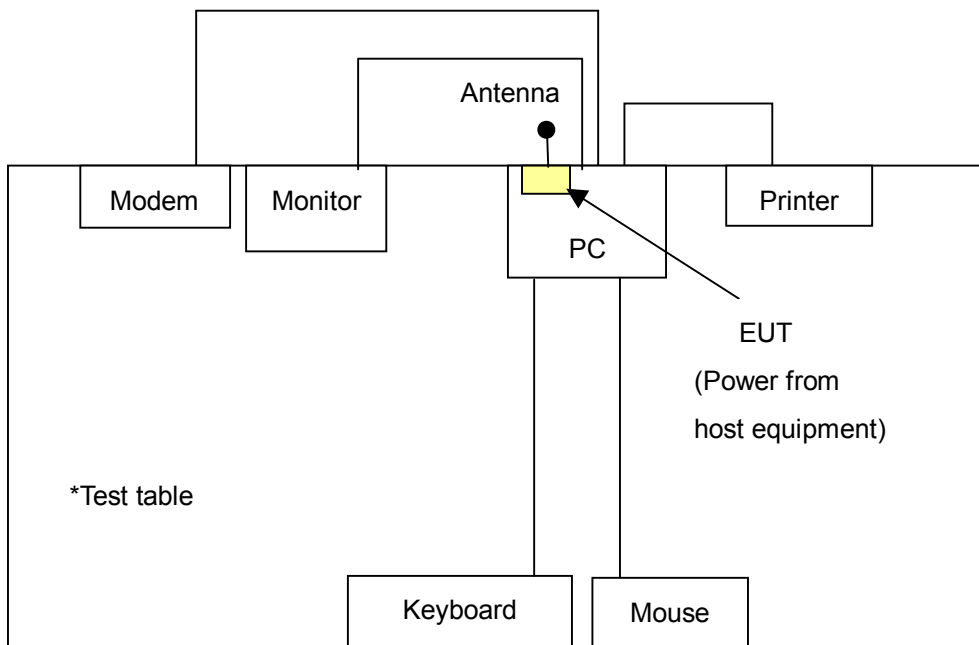 Antenna
Modem
Monitor
Printer
PC
EUT
(Power from
host equipment)
*Test table
Keyboard
Mouse